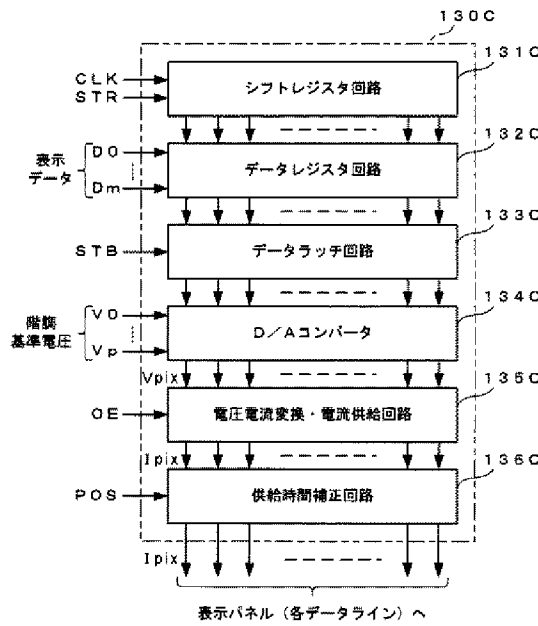 130C
131C
CLK
STR
シフトレジスタ回路
132C
表示
データ
D0
Dm
データレジスタ回路
133C
STB
データラッチ回路
134C
階調
基準電圧
V0
Vp
D/Aコンバータ
135C
Vpix
OE
電圧電流変換・電流供給回路
136C
Ipix
POS
供給時間補正回路
Ipix
表示パネル(各データライン)へ